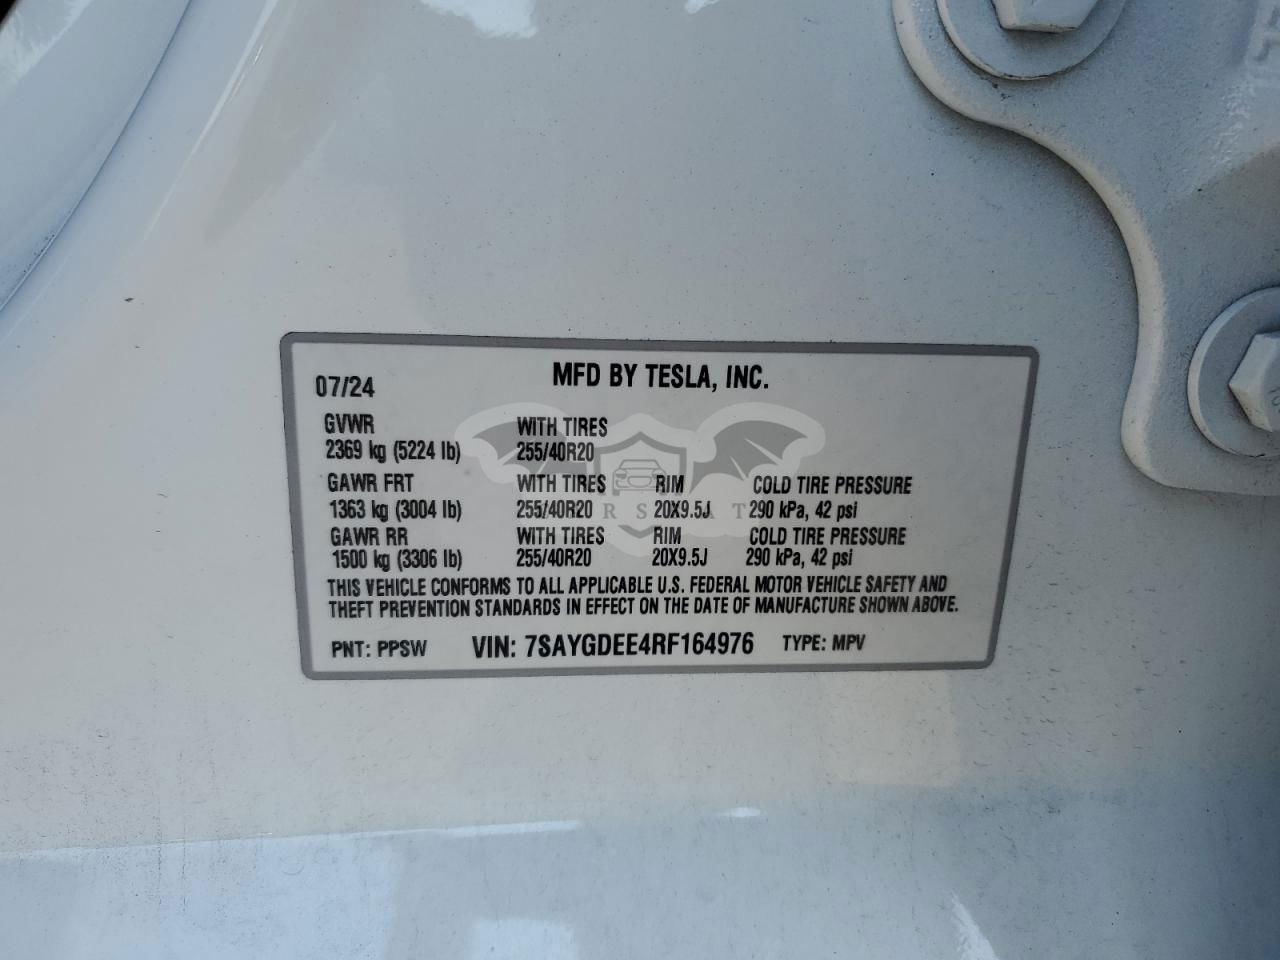 MFD BY TESLA, INC.
07/24
GVWR WITH TIRES
2369 kg (5224 lb) 255/40R20
GAWR FRT WITH TIRES RIM COLD TIRE PRESSURE
1363 kg (3004 lb) 255/40R20 20X9.5J 290 kPa, 42 psi
GAWR RR WITH TIRES RIM COLD TIRE PRESSURE
1500 kg (3306 lb) 255/40R20 20X9.5J 290 kPa, 42 psi
THIS VEHICLE CONFORMS TO ALL APPLICABLE U.S. FEDERAL MOTOR VEHICLE SAFETY AND
THEFT PREVENTION STANDARDS IN EFFECT ON THE DATE OF MANUFACTURE SHOWN ABOVE.
PNT: PPSW VIN: 7SAYGDEE4RF164976 TYPE: MPV